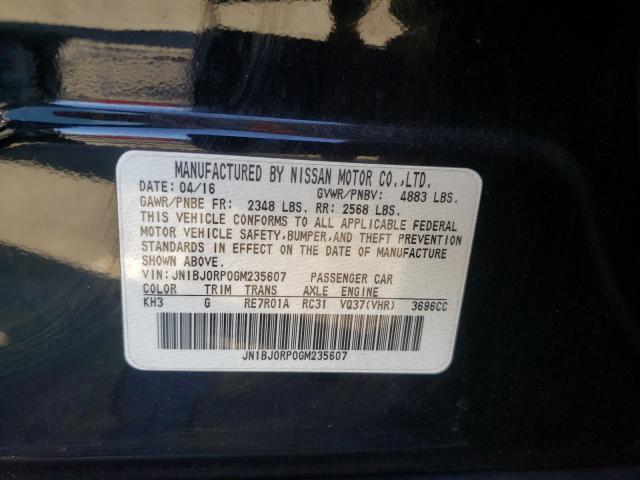 MANUFACTURED BY NISSAN MOTOR CO.,LTD.
DATE: 04/16 GVWR/PNBV: 4883 LBS.
GAWR/PNBE FR: 2348 LBS. RR: 2568 LBS.
THIS VEHICLE CONFORMS TO ALL APPLICABLE FEDERAL
MOTOR VEHICLE SAFETY,BUMPER,AND THEFT PREVENTION
STANDARDS IN EFFECT ON THE DATE OF MANUFACTURE
SHOWN ABOVE.
VIN:JN1BJ0RP0GM235607 PASSENGER CAR
COLOR TRIM TRANS AXLE ENGINE
KH3 G RE7R01A RC31 VQ37(VHR) 3696CC
JN1BJ0RP0GM235607